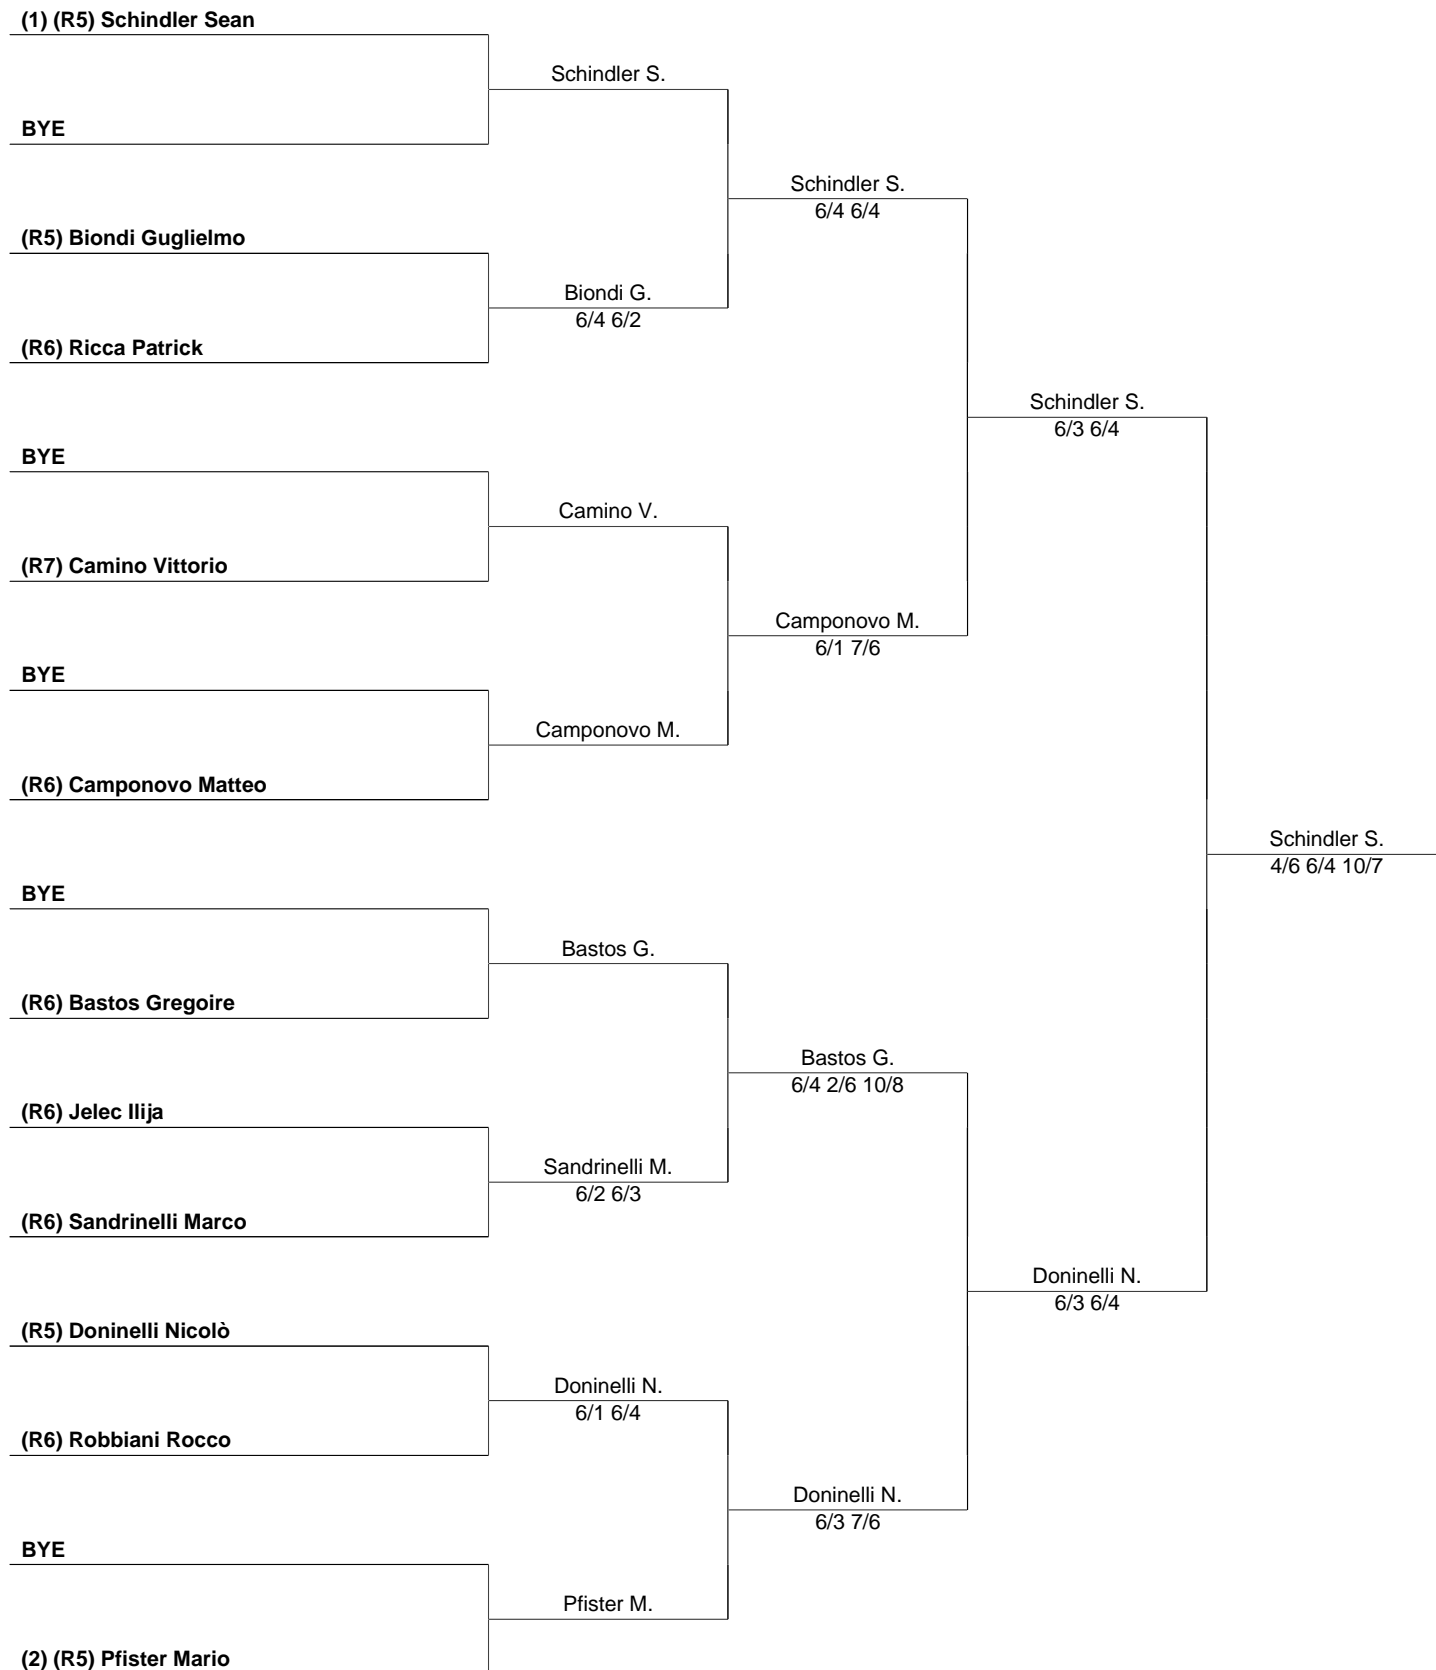 (1) (R5) Schindler Sean
Schindler S.
BYE
Schindler S.
6/4 6/4
(R5) Biondi Guglielmo
Biondi G.
6/4 6/2
(R6) Ricca Patrick
Schindler S.
6/3 6/4
BYE
Camino V.
(R7) Camino Vittorio
Camponovo M.
6/1 7/6
BYE
Camponovo M.
(R6) Camponovo Matteo
Schindler S.
4/6 6/4 10/7
BYE
Bastos G.
(R6) Bastos Gregoire
Bastos G.
6/4 2/6 10/8
(R6) Jelec Ilija
Sandrinelli M.
6/2 6/3
(R6) Sandrinelli Marco
Doninelli N.
6/3 6/4
(R5) Doninelli Nicolò
Doninelli N.
6/1 6/4
(R6) Robbiani Rocco
Doninelli N.
6/3 7/6
BYE
Pfister M.
(2) (R5) Pfister Mario